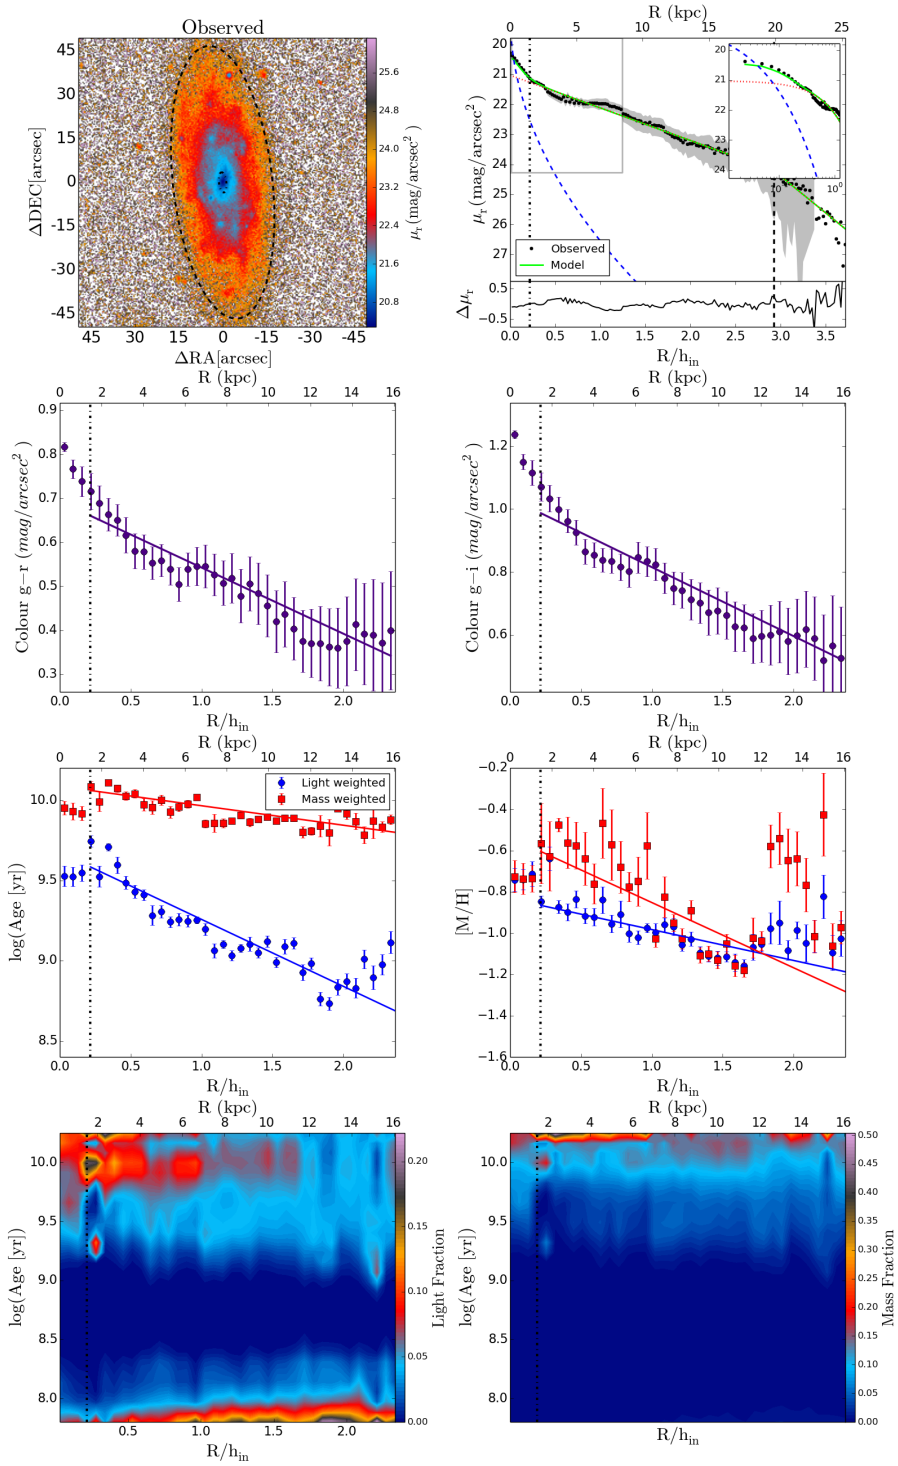 Observed
45
30
15
0
-15
-30
-45
ΔDEC[arcsec]
45 30 15 0 -15 -30 -45
ΔRA[arcsec]
25.6
24.8
24.0
23.2
22.4
21.6
20.8
μr(mag/arcsec²)
R (kpc)
0 5 10 15 20 25
20
21
22
23
24
25
26
27
μr(mag/arcsec²)
20
21
22
23
24
10⁻¹ 10⁰
Observed
Model
0.5
−0.5
Δμr
0.0 0.5 1.0 1.5 2.0 2.5 3.0 3.5
R/hin
R (kpc)
0 2 4 6 8 10 12 14 16
0.9
0.8
0.7
0.6
0.5
0.4
0.3
Colour g−r (mag/arcsec²)
0.0 0.5 1.0 1.5 2.0
R/hin
R (kpc)
0 2 4 6 8 10 12 14 16
1.2
1.0
0.8
0.6
Colour g−i (mag/arcsec²)
0.0 0.5 1.0 1.5 2.0
R/hin
R (kpc)
0 2 4 6 8 10 12 14 16
Light weighted
Mass weighted
10.0
9.5
9.0
8.5
log(Age [yr])
0.0 0.5 1.0 1.5 2.0
R/hin
R (kpc)
0 2 4 6 8 10 12 14 16
−0.2
−0.4
−0.6
−0.8
−1.0
−1.2
−1.4
−1.6
[M/H]
0.0 0.5 1.0 1.5 2.0
R/hin
R (kpc)
2 4 6 8 10 12 14 16
10.0
9.5
9.0
8.5
8.0
log(Age [yr])
0.5 1.0 1.5 2.0
R/hin
0.20
0.15
0.10
0.05
0.00
Light Fraction
R (kpc)
2 4 6 8 10 12 14 16
10.0
9.5
9.0
8.5
8.0
log(Age [yr])
R/hin
0.50
0.45
0.40
0.35
0.30
0.25
0.20
0.15
0.10
0.05
0.00
Mass Fraction